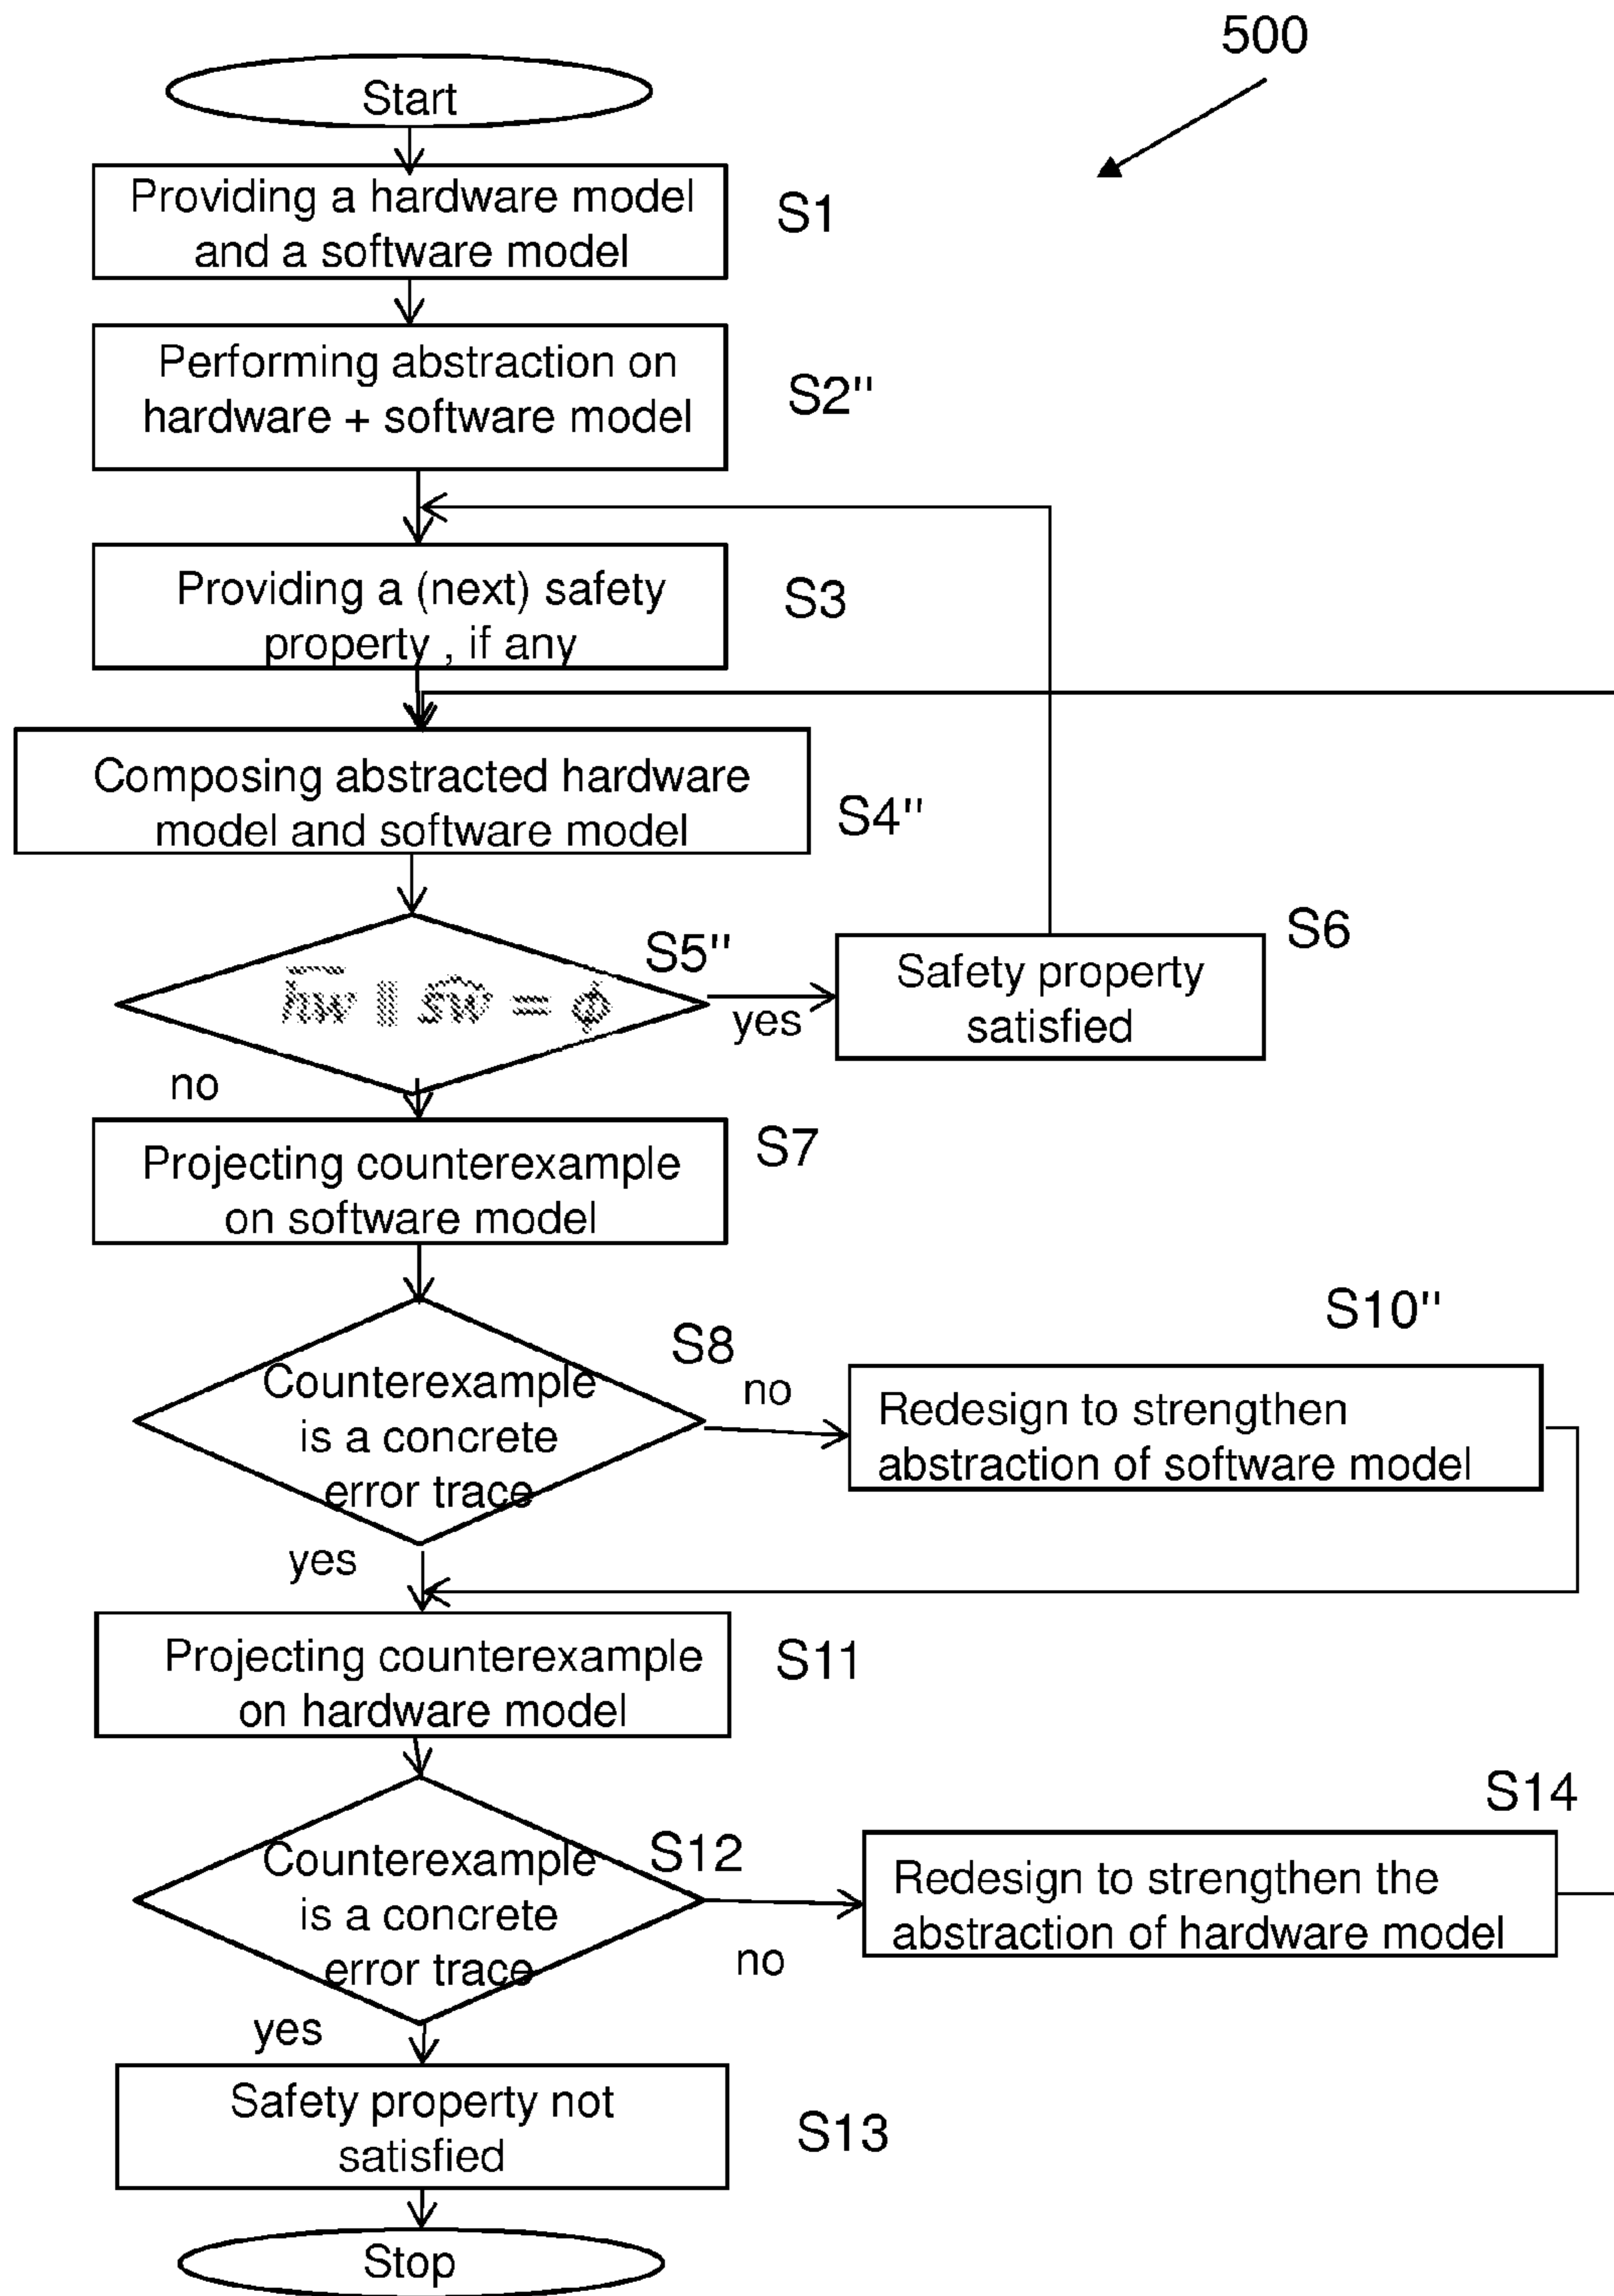 500
Start
Providing a hardware model
and a software model
S1
Performing abstraction on
hardware + software model
S2"
Providing a (next) safety
property , if any
S3
Composing abstracted hardware
model and software model
S4"
S5"
hw || sw = ϕ
yes
no
S6
Safety property
satisfied
Projecting counterexample
on software model
S7
Counterexample
is a concrete
error trace
S8
no
yes
S10"
Redesign to strengthen
abstraction of software model
Projecting counterexample
on hardware model
S11
Counterexample
is a concrete
error trace
S12
no
yes
S14
Redesign to strengthen the
abstraction of hardware model
Safety property not
satisfied
S13
Stop